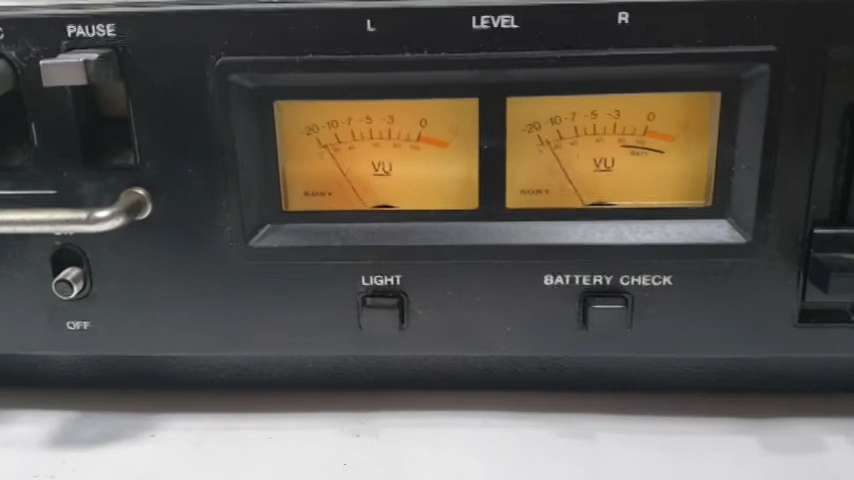 PAUSE
L LEVEL R
-20 -10 -7 -5 -3 0
VU
SONY
-20 -10 -7 -5 -3 0
BATT
VU
SONY
LIGHT BATTERY CHECK
OFF